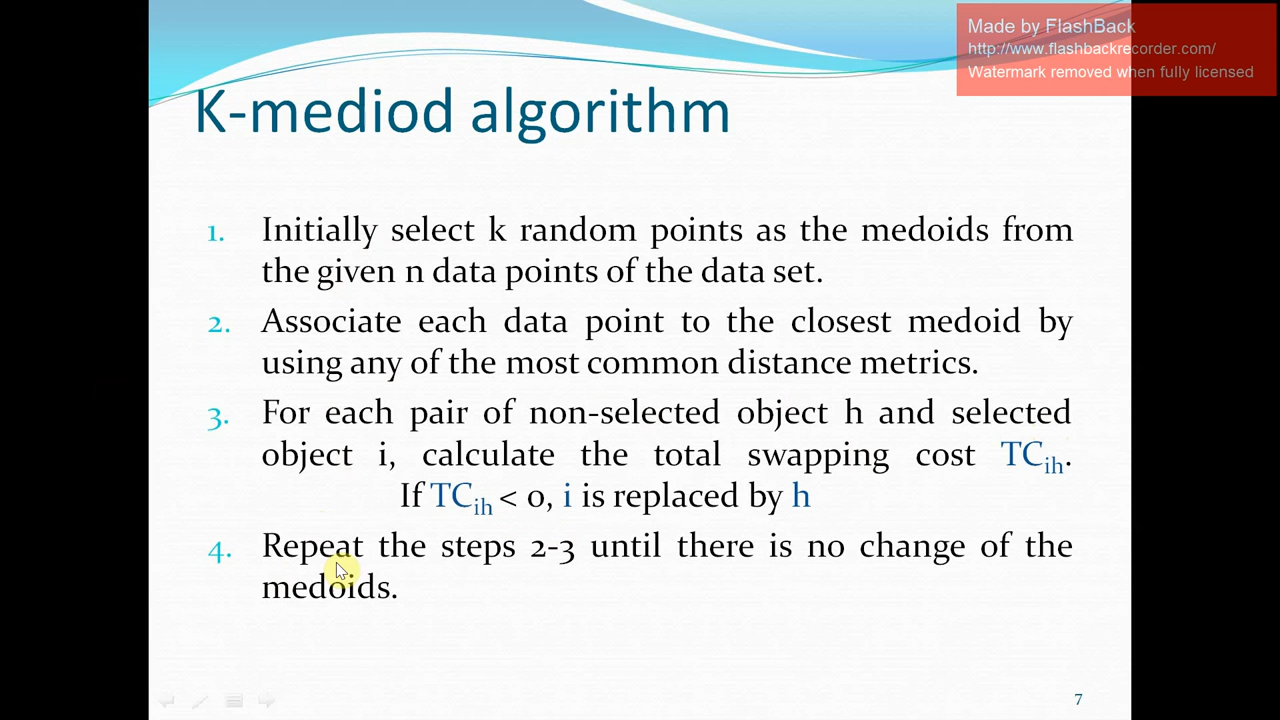 Made by FlashBack
http://www.flashbackrecorder.com/
Watermark removed when fully licensed
K-mediod algorithm
1. Initially select k random points as the medoids from
the given n data points of the data set.
2. Associate each data point to the closest medoid by
using any of the most common distance metrics.
3. For each pair of non-selected object h and selected
object i, calculate the total swapping cost TCih.
If TCih < 0, i is replaced by h
4. Repeat the steps 2-3 until there is no change of the
medoids.
7